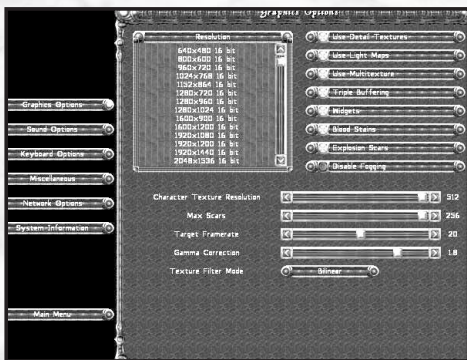 Graphics Options
Resolution
640x480 16 bit
800x600 16 bit
960x720 16 bit
1024x768 16 bit
1152x864 16 bit
1280x720 16 bit
1280x960 16 bit
1280x1024 16 bit
1600x900 16 bit
1600x1200 16 bit
1920x1080 16 bit
1920x1200 16 bit
1920x1440 16 bit
2048x1536 16 bit
Use Detail Textures
Use Light Maps
Use Multitexture
Triple Buffering
Widgets
Blood Stains
Explosion Scars
Disable Fogging
Graphics Options
Sound Options
Keyboard Options
Miscellaneous
Network Options
System Information
Main Menu
Character Texture Resolution 512
Max Scars 256
Target Framerate 20
Gamma Correction 1.8
Texture Filter Mode Bilinear